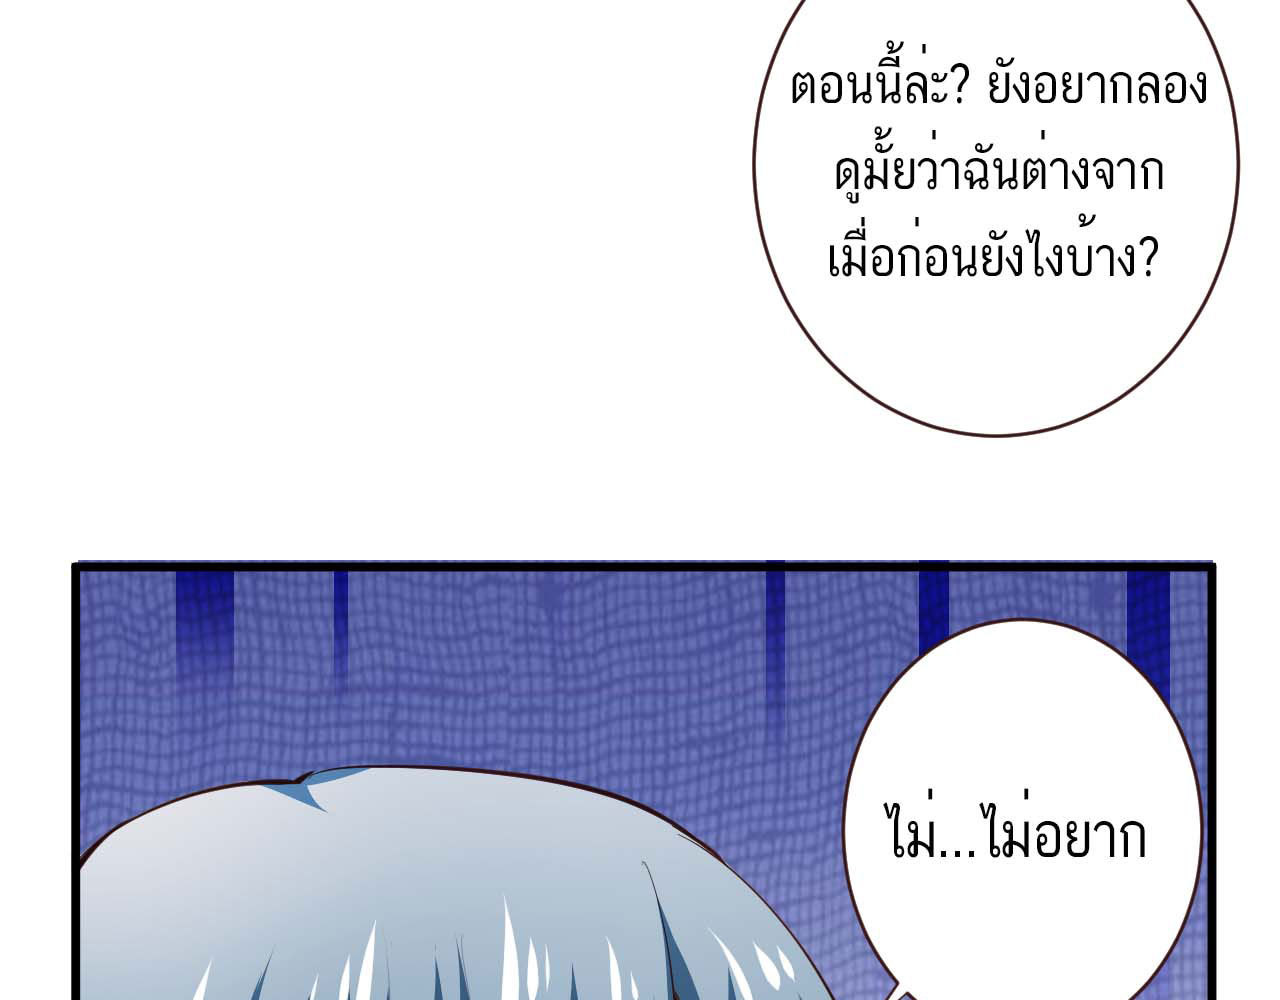 ตอนนี้ล่ะ? ยังอยากลอง
ดูมั้ยว่าฉันต่างจาก
เมื่อก่อนยังไงบ้าง?
ไม่...ไม่อยาก